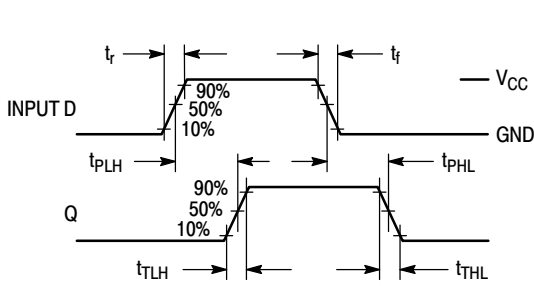 tr tf
VCC
90%
INPUT D 50%
10% GND
tPLH tPHL
90%
Q 50%
10%
tTLH tTHL